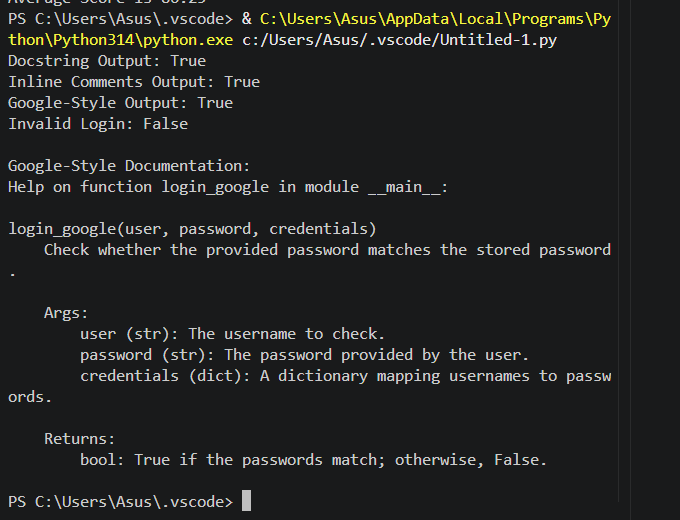 PS C:\Users\Asus\.vscode> & C:\Users\Asus\AppData\Local\Programs\Py
thon\Python314\python.exe c:/Users/Asus/.vscode/Untitled-1.py
Docstring Output: True
Inline Comments Output: True
Google-Style Output: True
Invalid Login: False
Google-Style Documentation:
Help on function login_google in module __main__:
login_google(user, password, credentials)
Check whether the provided password matches the stored password
.
Args:
user (str): The username to check.
password (str): The password provided by the user.
credentials (dict): A dictionary mapping usernames to passw
ords.
Returns:
bool: True if the passwords match; otherwise, False.
PS C:\Users\Asus\.vscode>